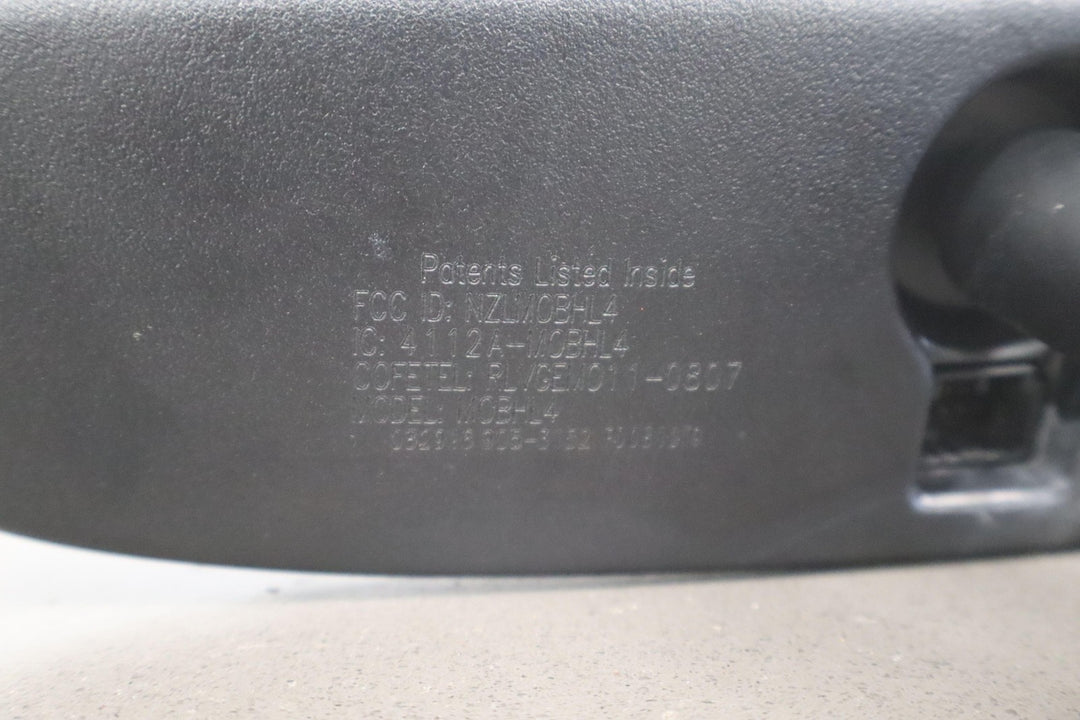 Patents Listed Inside
FCC ID: NZLMOBHL4
IC: 4112A-MOBHL4
COFETEL: RLVGEMO11-0807
MODEL: MOBHL4